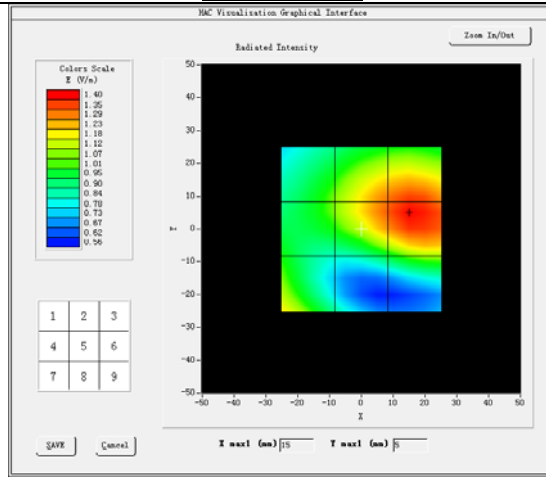 HAC Visualisation Graphical Interface
Zoom In/Out
Radiated Intensity
Colors Scale
E (V/m)
1.40
1.35
1.29
1.23
1.18
1.12
1.07
1.01
0.95
0.90
0.84
0.78
0.73
0.67
0.62
0.56
50
40
30
20
10
0
-10
-20
-30
-40
-50
Y
-50 -40 -30 -20 -10 0 10 20 30 40 50
X
1 2 3
4 5 6
7 8 9
SAVE Cancel X max1 (mm) 15 Y max1 (mm) 5